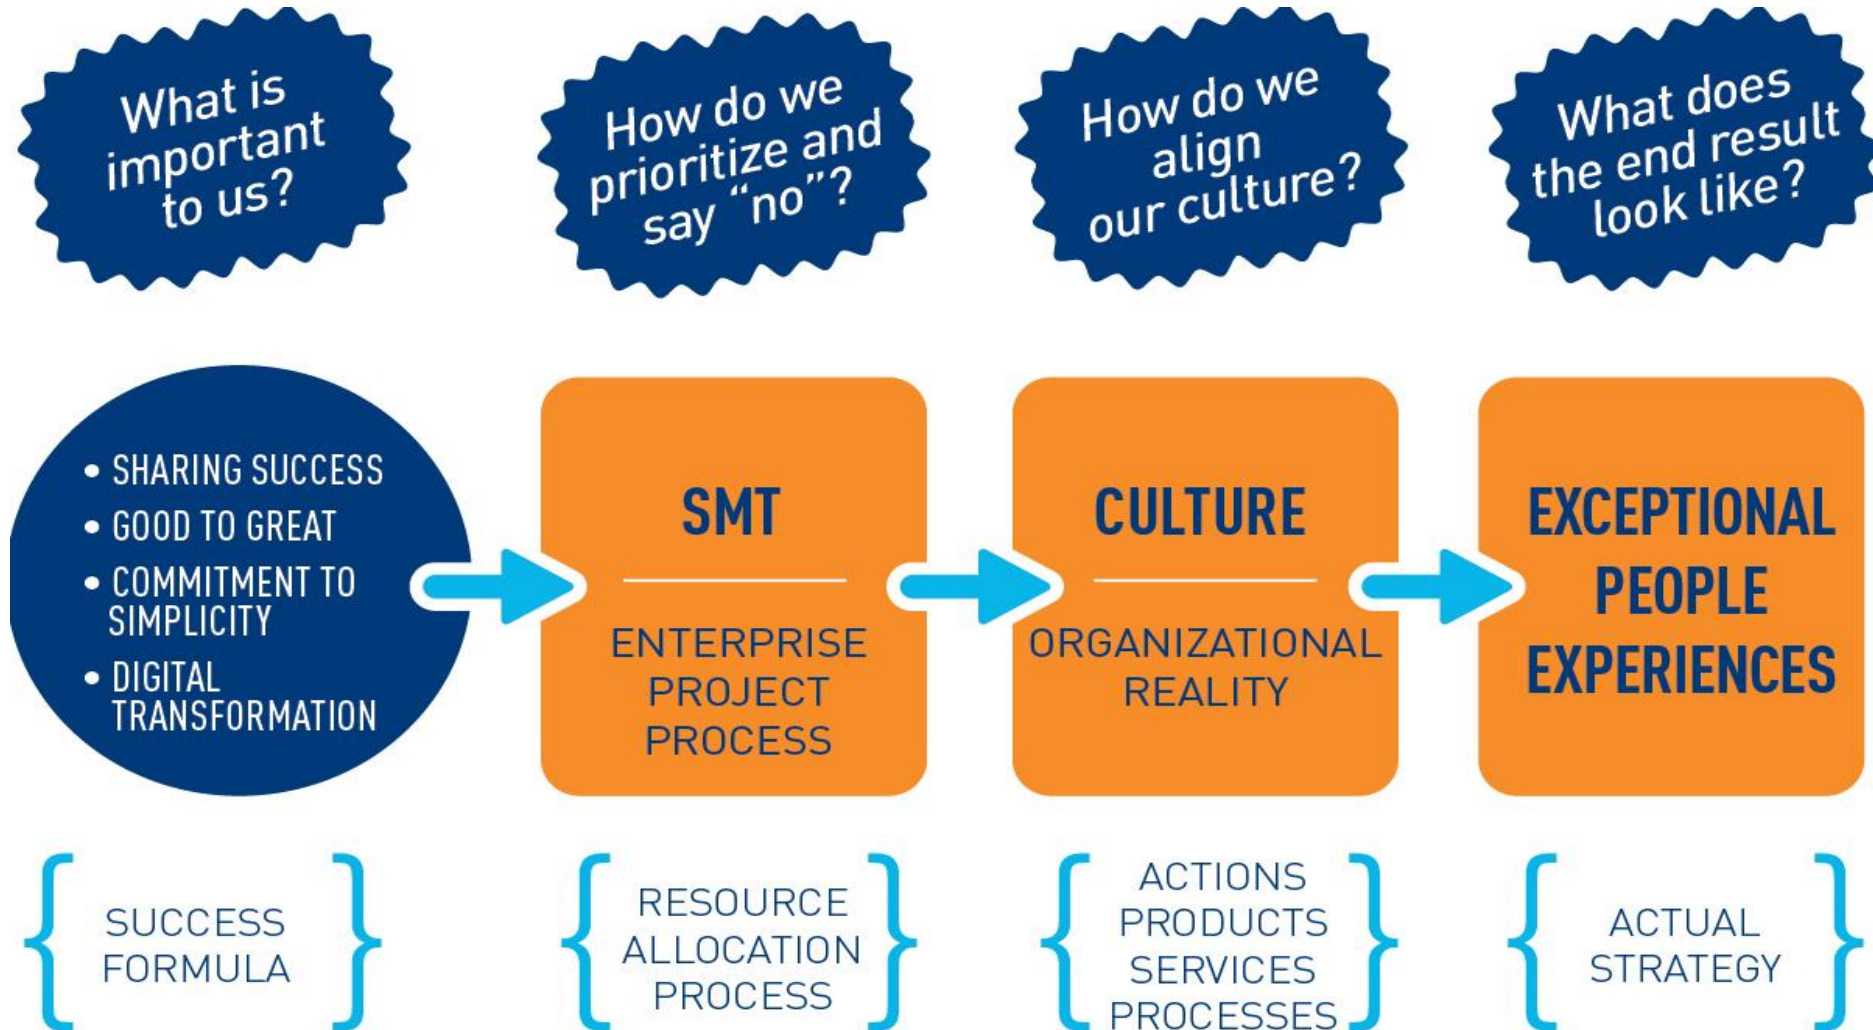 What is
important
to us?
How do we
prioritize and
say “no”?
How do we
align
our culture?
What does
the end result
look like?
• SHARING SUCCESS
• GOOD TO GREAT
• COMMITMENT TO
SIMPLICITY
• DIGITAL
TRANSFORMATION
SMT
ENTERPRISE
PROJECT
PROCESS
CULTURE
ORGANIZATIONAL
REALITY
EXCEPTIONAL
PEOPLE
EXPERIENCES
{ SUCCESS
FORMULA }
{ RESOURCE
ALLOCATION
PROCESS }
{ ACTIONS
PRODUCTS
SERVICES
PROCESSES }
{ ACTUAL
STRATEGY }